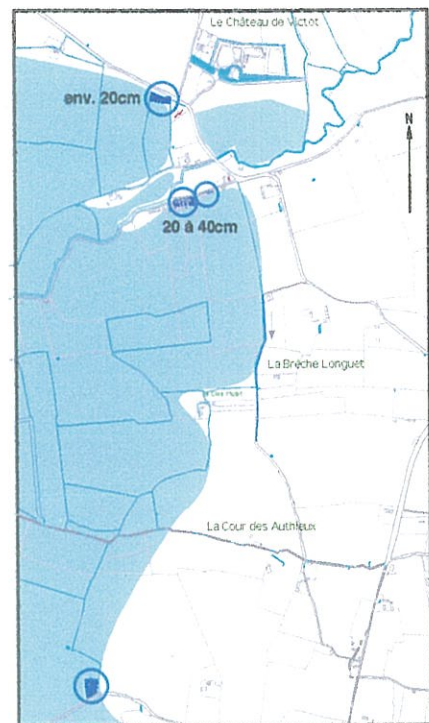 Le Château de Victot
env. 20cm
N
20 à 40cm
La Brèche Longuet
La Cour des Authieux